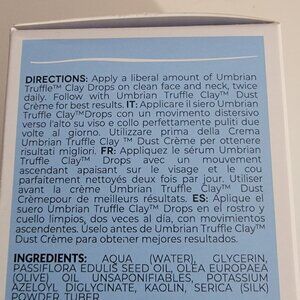 DIRECTIONS: Apply a liberal amount of Umbrian
Truffle™ Clay Drops on clean face and neck, twice
daily. Follow with Umbrian Truffle Clay™ Dust
Crème for best results. IT: Applicare il siero Umbrian
Truffle Clay™Drops con un movimento distensivo
verso l'alto su viso e collo perfettamente puliti due
volte al giorno. Utilizzare prima della Crema
Umbrian Truffle Clay ™ Dust Crème per ottenere
risultati migliori. FR: Appliquez le sérum Umbrian
Truffle Clay™ Drops avec un mouvement
ascendant apaisant sur le visage et le cou
parfaitement nettoyés deux fois par jour. Utiliser
avant la crème Umbrian Truffle Clay™ Dust
Crèmepour de meilleurs résultats. ES: Aplique el
suero Umbrian Truffle Clay™ Drops en el rostro y
cuello limpios, dos veces al día, con movimientos
ascendentes. Uselo antes de Umbrian Truffle Clay™
Dust Crème para obtener mejores resultados.
INGREDIENTS: AQUA (WATER), GLYCERIN,
PASSIFLORA EDULIS SEED OIL, OLEA EUROPAEA
(OLIVE) OIL UNSAPONIFIABLES, POTASSIUM
AZELOYL DIGLYCINATE, KAOLIN, SERICA (SILK)
POWDER, TUBER